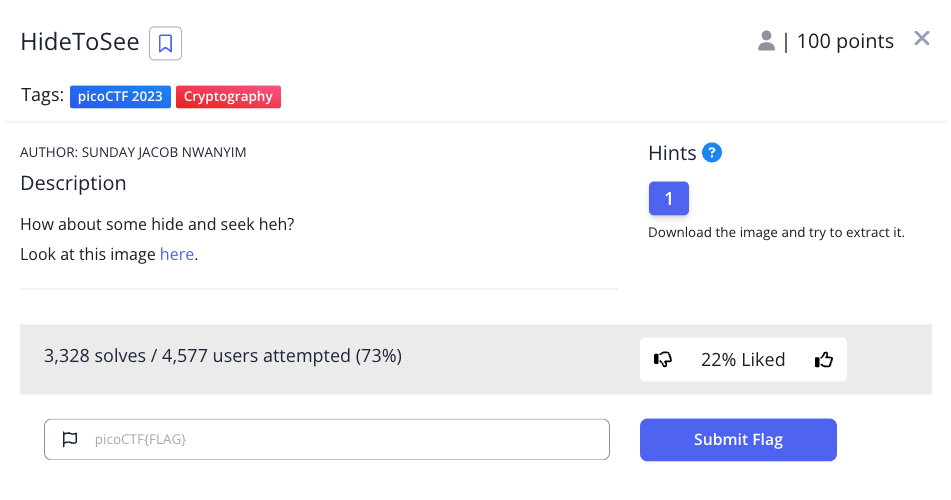 HideToSee
| 100 points
Tags: picoCTF 2023 Cryptography
AUTHOR: SUNDAY JACOB NWANYIM
Description
How about some hide and seek heh?
Look at this image here.
Hints ?
1
Download the image and try to extract it.
3,328 solves / 4,577 users attempted (73%)
22% Liked
picoCTF{FLAG}
Submit Flag